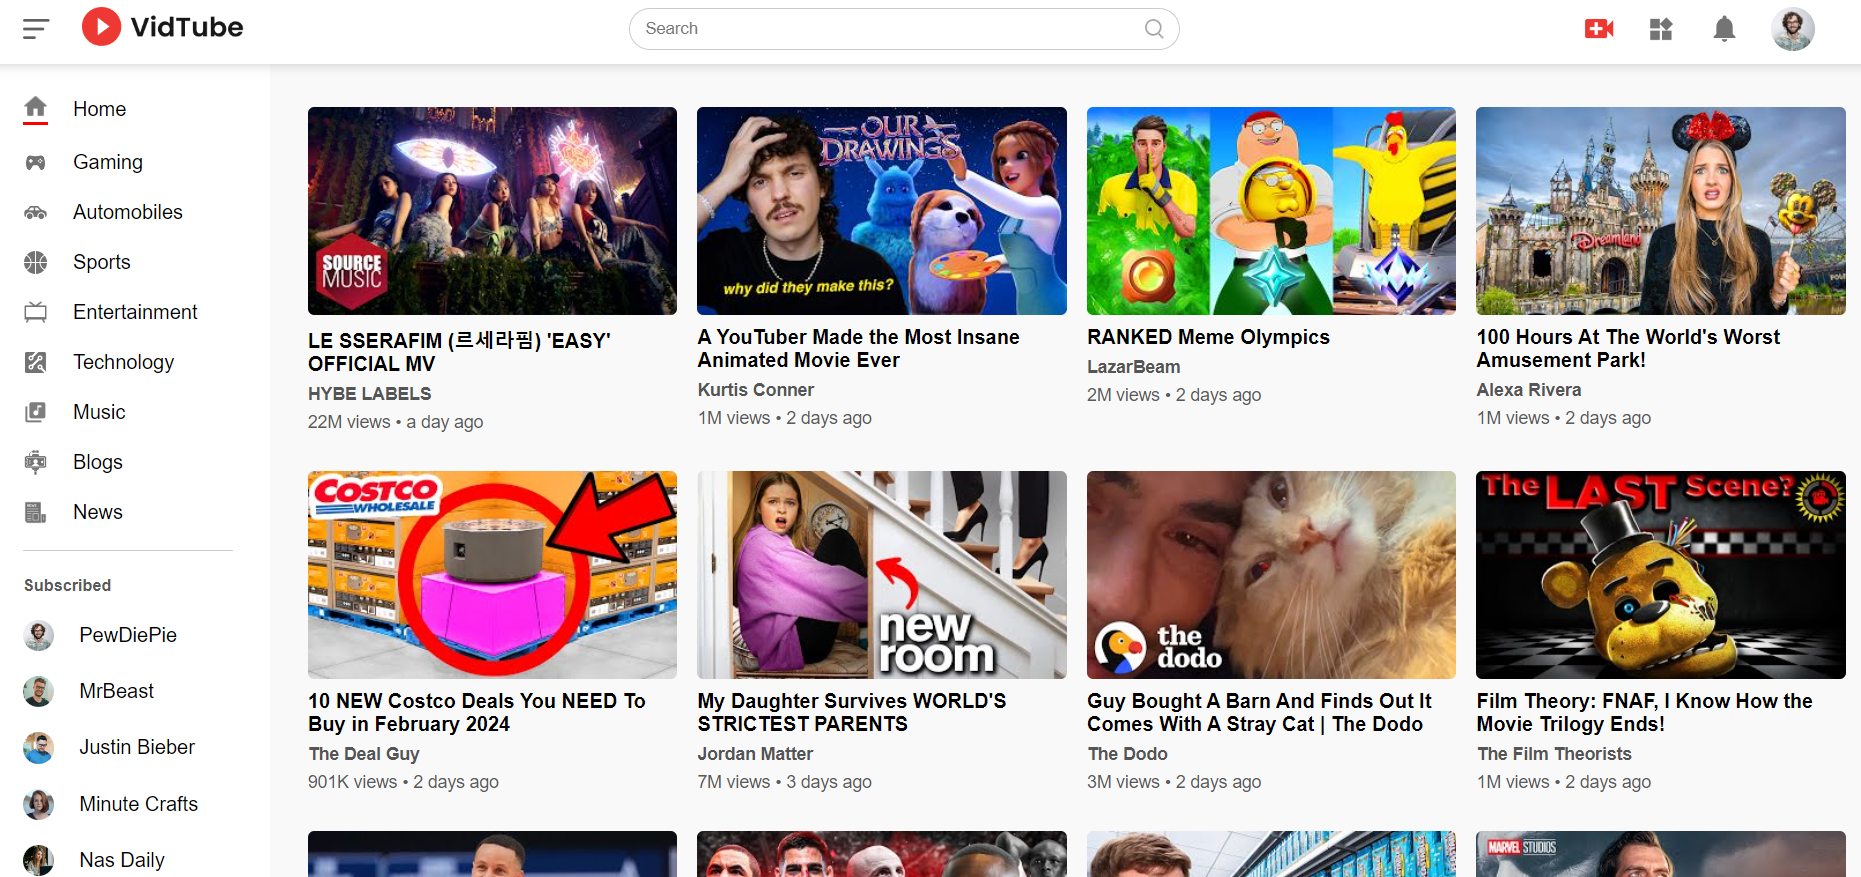 VidTube
Search
Home
Gaming
Automobiles
Sports
Entertainment
Technology
Music
Blogs
News
Subscribed
PewDiePie
MrBeast
Justin Bieber
Minute Crafts
Nas Daily
SOURCE
MUSIC
LE SSERAFIM (르세라핌) 'EASY'
OFFICIAL MV
HYBE LABELS
22M views • a day ago
OUR
DRAWINGS
why did they make this?
A YouTuber Made the Most Insane
Animated Movie Ever
Kurtis Conner
1M views • 2 days ago
RANKED Meme Olympics
LazarBeam
2M views • 2 days ago
Dreamland
100 Hours At The World's Worst
Amusement Park!
Alexa Rivera
1M views • 2 days ago
COSTCO
WHOLESALE
10 NEW Costco Deals You NEED To
Buy in February 2024
The Deal Guy
901K views • 2 days ago
new
room
My Daughter Survives WORLD'S
STRICTEST PARENTS
Jordan Matter
7M views • 3 days ago
the
dodo
Guy Bought A Barn And Finds Out It
Comes With A Stray Cat | The Dodo
The Dodo
3M views • 2 days ago
The LAST Scene?
Film Theory: FNAF, I Know How the
Movie Trilogy Ends!
The Film Theorists
1M views • 2 days ago
MARVEL STUDIOS